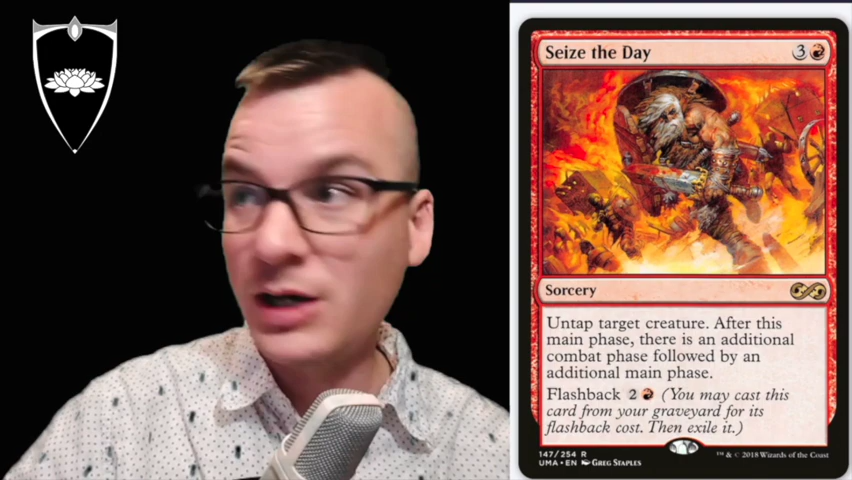 Seize the Day 3
Sorcery
Untap target creature. After this
main phase, there is an additional
combat phase followed by an
additional main phase.
Flashback 2 (You may cast this
card from your graveyard for its
flashback cost. Then exile it.)
147/254 R
UMA • EN Greg Staples
™ & © 2018 Wizards of the Coast